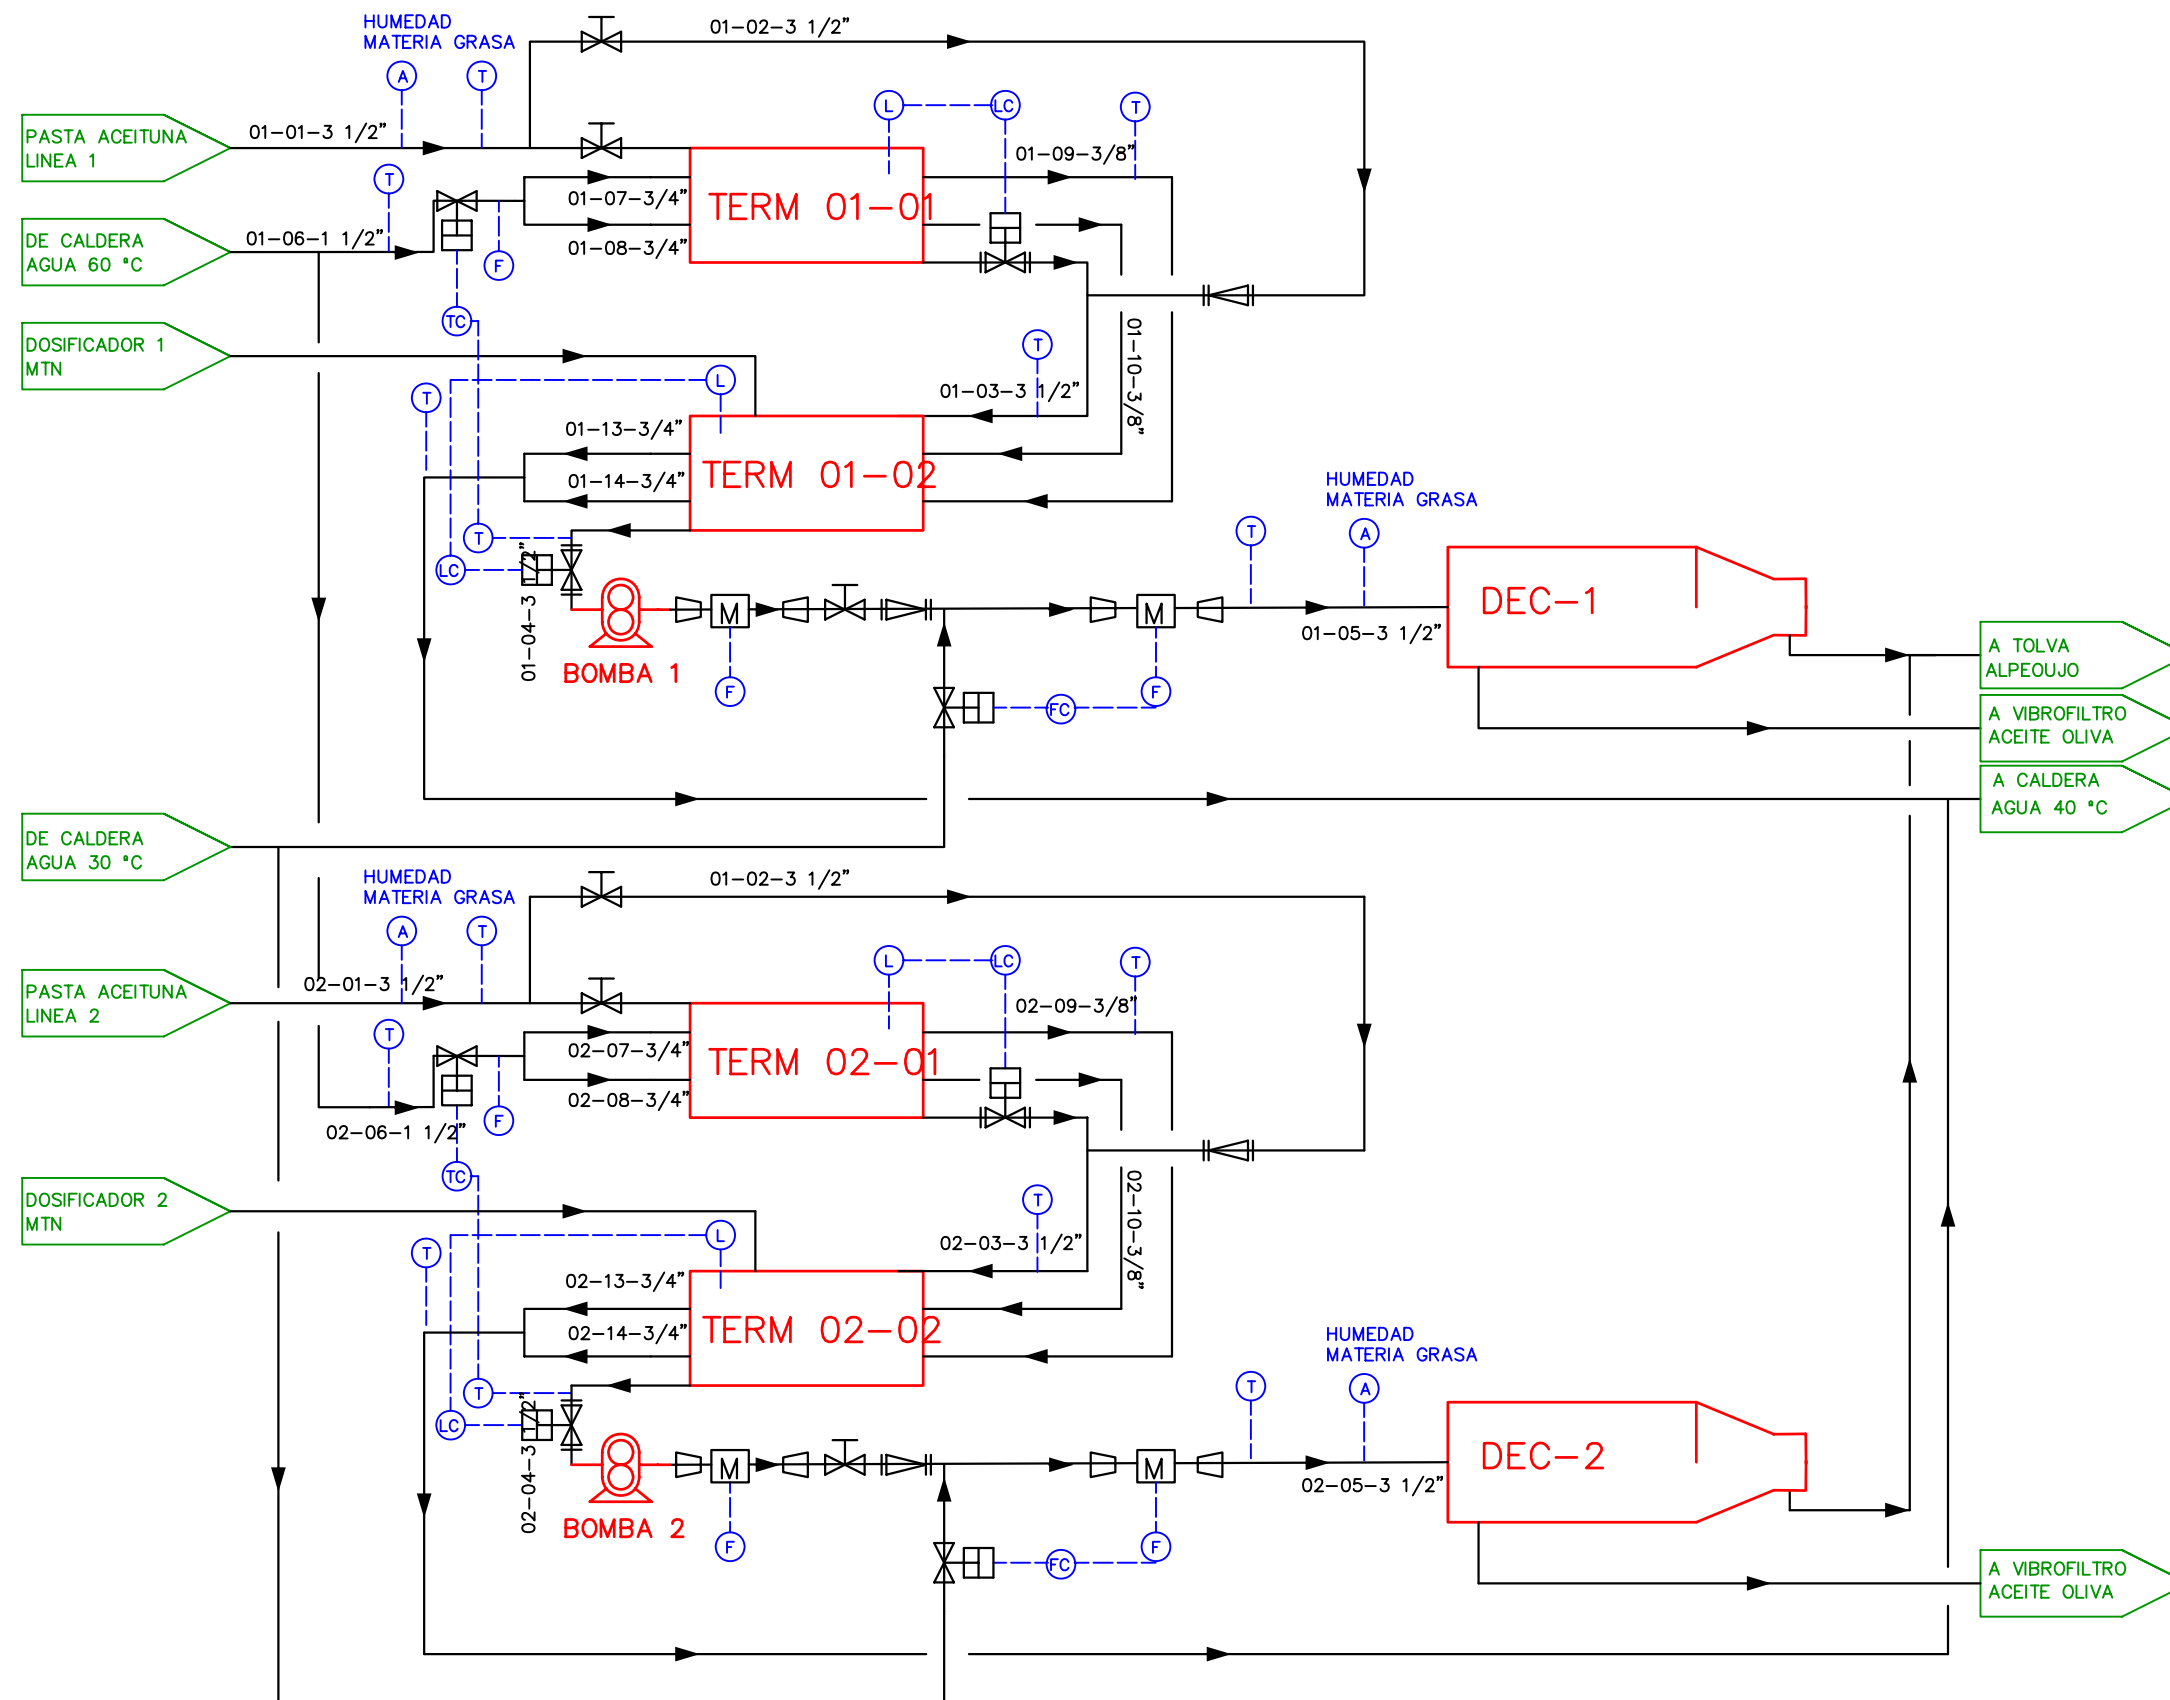 HUMEDAD
MATERIA GRASA
01-02-3 1/2"
A
T
L
LC
T
01-01-3 1/2"
PASTA ACEITUNA
LINEA 1
01-09-3/8"
T
01-07-3/4"
TERM 01-01
DE CALDERA
AGUA 60 °C
01-06-1 1/2"
01-08-3/4"
F
TC
DOSIFICADOR 1
MTN
T
01-10-3/8"
L
T
01-03-3 1/2"
01-13-3/4"
TERM 01-02
01-14-3/4"
HUMEDAD
MATERIA GRASA
T
T
A
LC
01-04-3 1/2"
M
M
DEC-1
01-05-3 1/2"
BOMBA 1
F
F
FC
A TOLVA
ALPEOUJO
A VIBROFILTRO
ACEITE OLIVA
A CALDERA
AGUA 40 °C
DE CALDERA
AGUA 30 °C
HUMEDAD
MATERIA GRASA
01-02-3 1/2"
A
T
L
LC
T
02-01-3 1/2"
PASTA ACEITUNA
LINEA 2
02-09-3/8"
T
02-07-3/4"
TERM 02-01
02-08-3/4"
F
02-06-1 1/2"
TC
DOSIFICADOR 2
MTN
T
02-10-3/8"
L
T
02-03-3 1/2"
02-13-3/4"
TERM 02-02
02-14-3/4"
HUMEDAD
MATERIA GRASA
T
T
A
LC
02-04-3 1/2"
M
M
DEC-2
02-05-3 1/2"
BOMBA 2
F
F
FC
A VIBROFILTRO
ACEITE OLIVA